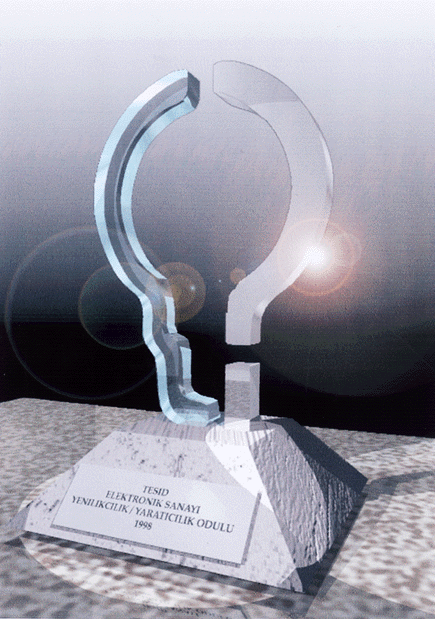 TESID
ELEKTRONIK SANAYI
YENILIKCILIK / YARATICILIK ODULU
1998